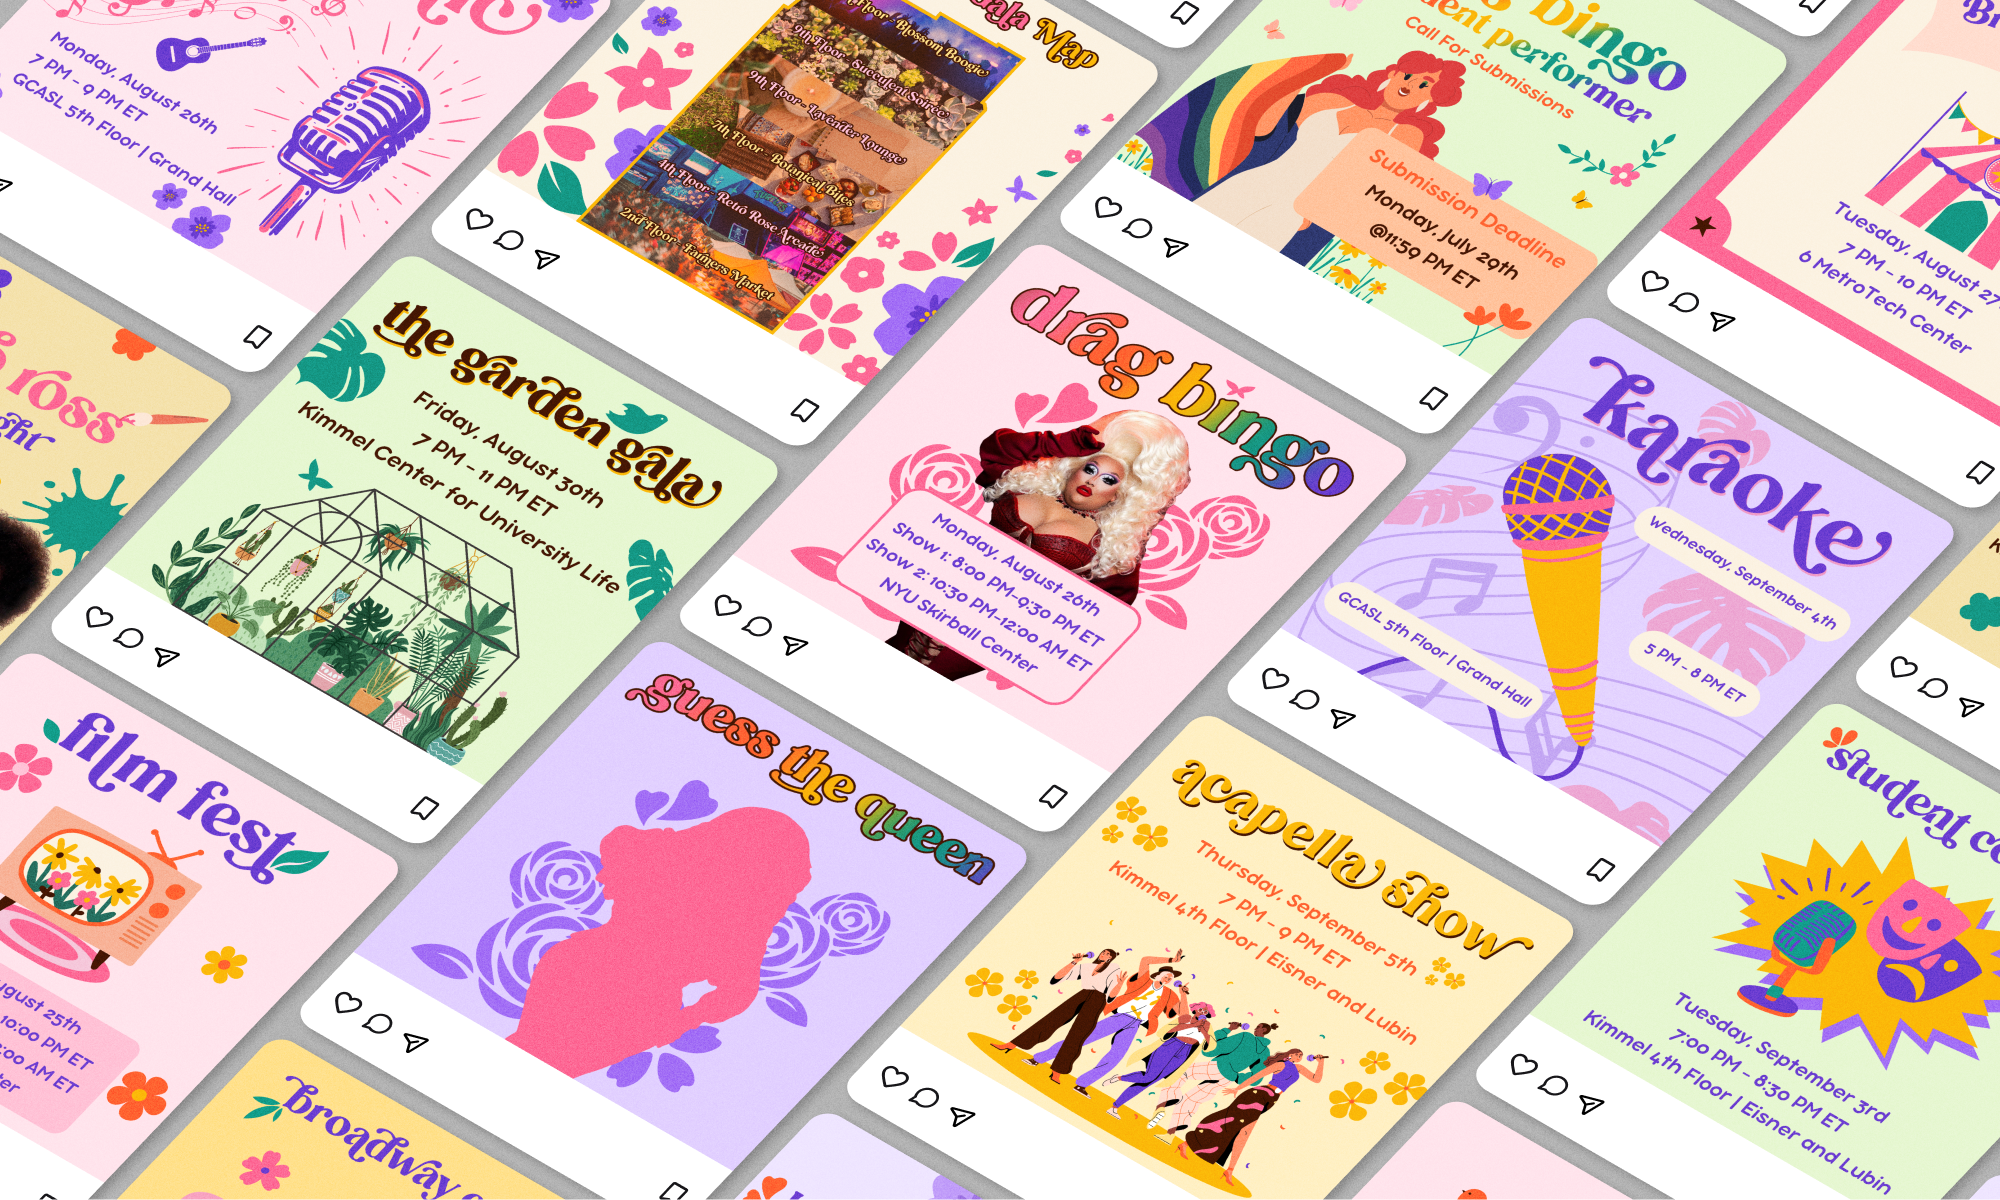 Monday, August 26th
7 PM - 9 PM ET
GCASL 5th Floor | Grand Hall
Gala Map
Floor - Blossom Boogie
9th Floor - Succulent Soiree
9th Floor - Lavender Lounge
7th Floor - Botanical Bites
4th Floor - Retro Rose Arcade
2nd Floor - Farmers Market
bingo
performer
Call For Submissions
Submission Deadline
Monday, July 29th
@11:59 PM ET
Tuesday, August 27
7 PM - 10 PM ET
6 MetroTech Center
ross
the garden gala
Friday, August 30th
7 PM - 11 PM ET
Kimmel Center for University Life
drag bingo
Monday, August 26th
Show 1: 8:00 PM-9:30 PM ET
Show 2: 10:30 PM-12:00 AM ET
NYU Skirball Center
karaoke
Wednesday, September 4th
GCASL 5th Floor | Grand Hall
5 PM - 8 PM ET
film fest
25th
10:00 PM ET
AM ET
guess the queen
acapella show
Thursday, September 5th
7 PM - 9 PM ET
Kimmel 4th Floor | Eisner and Lubin
student
Tuesday, September 3rd
7:00 PM - 8:30 PM ET
Kimmel 4th Floor | Eisner and Lubin
broadway